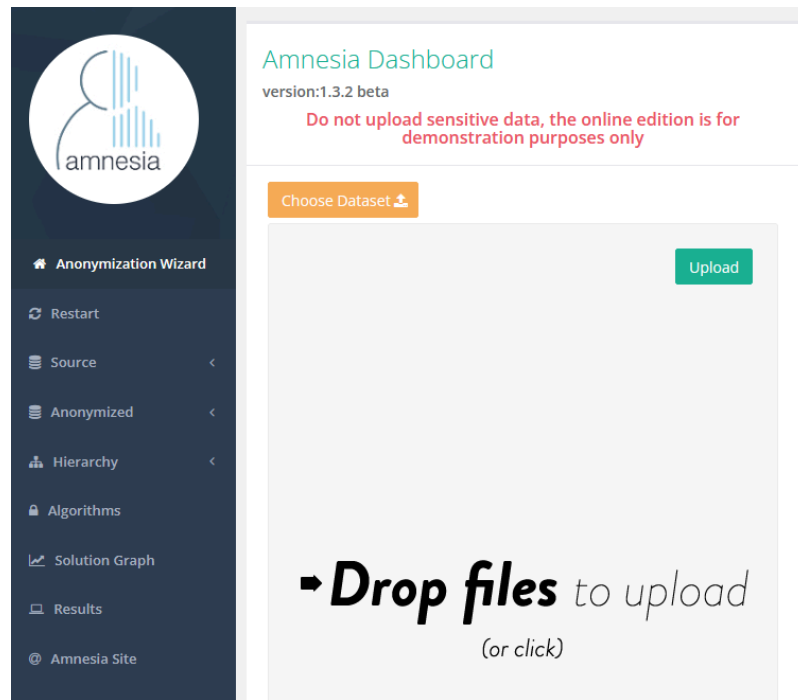 amnesia
Anonymization Wizard
Restart
Source
Anonymized
Hierarchy
Algorithms
Solution Graph
Results
@ Amnesia Site
Amnesia Dashboard
version:1.3.2 beta
Do not upload sensitive data, the online edition is for
demonstration purposes only
Choose Dataset
Upload
Drop files to upload
(or click)